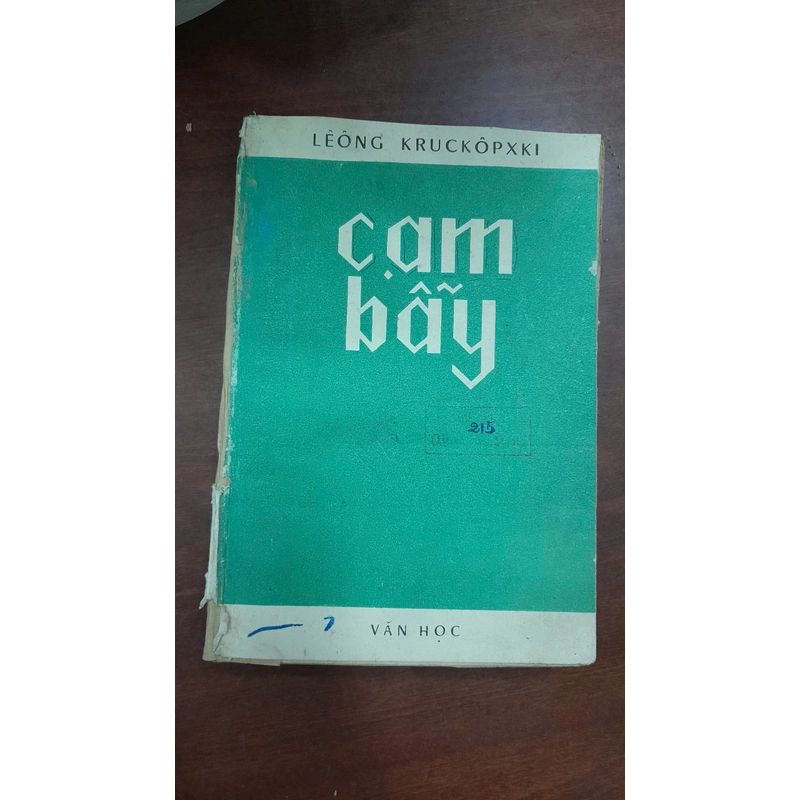 LÊÔNG KRUCKÔPXKI
cạm
bẫy
215
VĂN HỌC